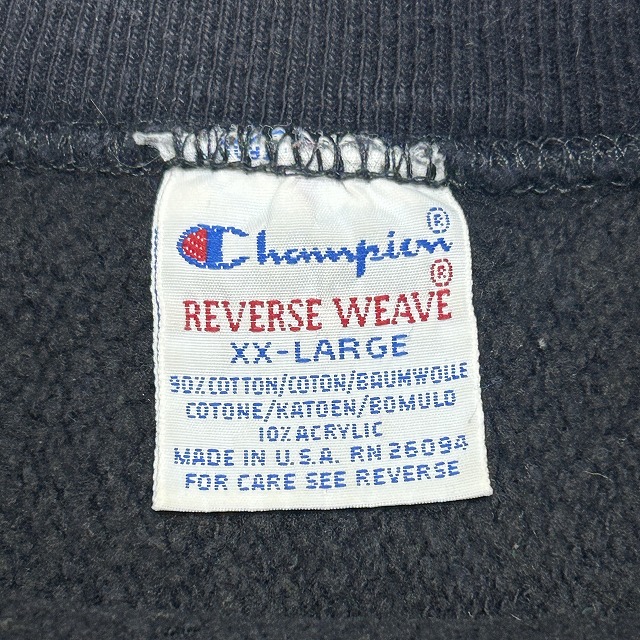 Champion®
REVERSE WEAVE®
XX-LARGE
90% COTTON/COTON/BAUMWOLLE
COTONE/KATOEN/BOMULD
10% ACRYLIC
MADE IN U.S.A. RN 26094
FOR CARE SEE REVERSE